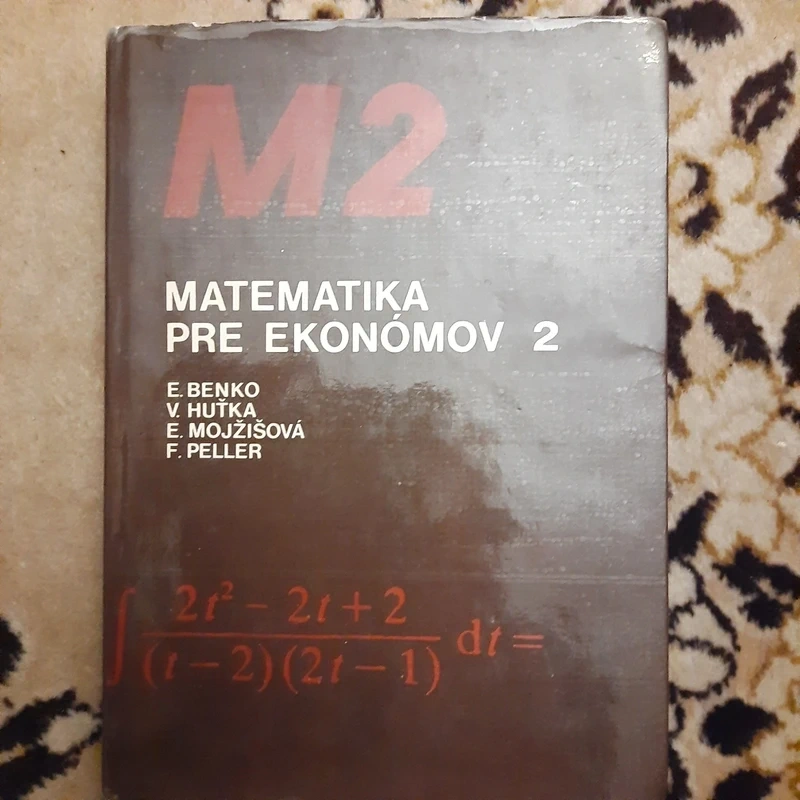 M2
MATEMATIKA
PRE EKONÓMOV 2
E. BENKO
V. HUŤKA
E. MOJŽIŠOVÁ
F. PELLER
∫ 2t² − 2t + 2
(t − 2)(2t − 1) dt =